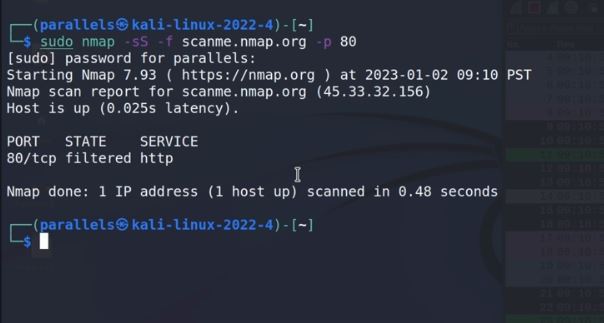 ┌──(parallels㉿kali-linux-2022-4)-[~]
└─$ sudo nmap -sS -f scanme.nmap.org -p 80
[sudo] password for parallels:
Starting Nmap 7.93 ( https://nmap.org ) at 2023-01-02 09:10 PST
Nmap scan report for scanme.nmap.org (45.33.32.156)
Host is up (0.025s latency).
PORT   STATE    SERVICE
80/tcp filtered http
Nmap done: 1 IP address (1 host up) scanned in 0.48 seconds
┌──(parallels㉿kali-linux-2022-4)-[~]
└─$
No.
Time